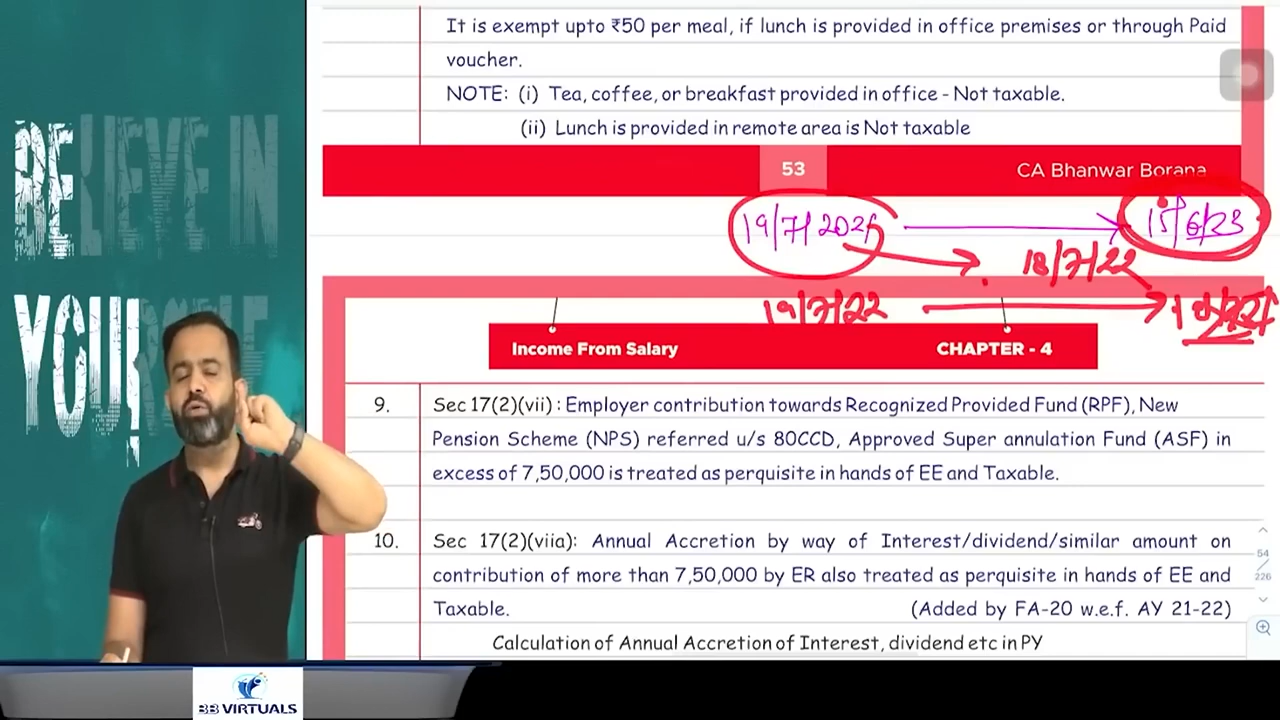 BELIEVE IN
It is exempt upto ₹50 per meal, if lunch is provided in office premises or through Paid
voucher.
NOTE: (i) Tea, coffee, or breakfast provided in office - Not taxable.
(ii) Lunch is provided in remote area is Not taxable
53
CA Bhanwar Borana
15/6/23
18/7/22
19/7/22
Income From Salary
CHAPTER - 4
9.
Sec 17(2)(vii) : Employer contribution towards Recognized Provided Fund (RPF), New
Pension Scheme (NPS) referred u/s 80CCD, Approved Super annulation Fund (ASF) in
excess of 7,50,000 is treated as perquisite in hands of EE and Taxable.
10.
Sec 17(2)(viia): Annual Accretion by way of Interest/dividend/similar amount on
contribution of more than 7,50,000 by ER also treated as perquisite in hands of EE and
Taxable. (Added by FA-20 w.e.f. AY 21-22)
Calculation of Annual Accretion of Interest, dividend etc in PY
54
226
BB VIRTUALS